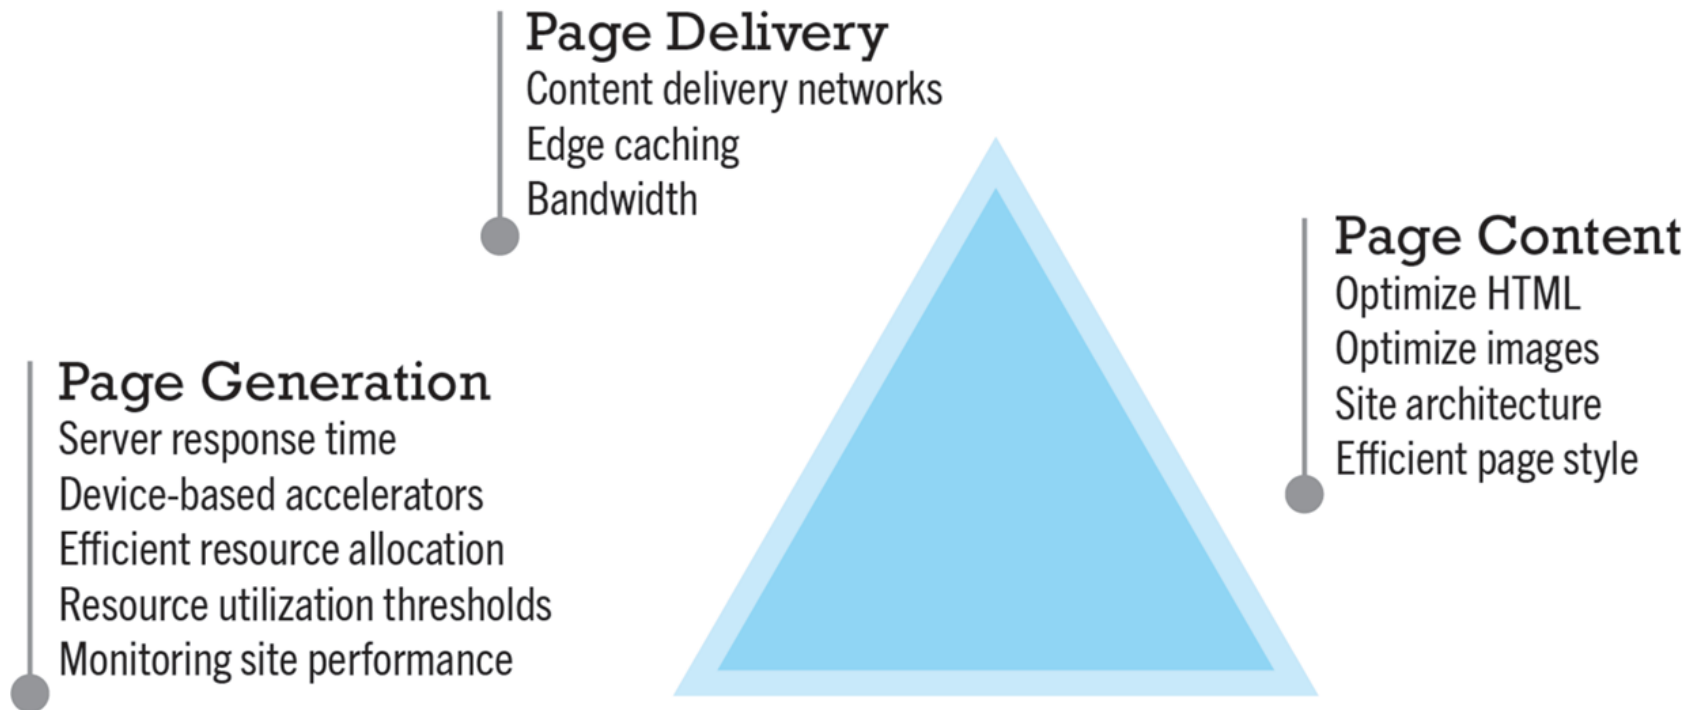 Page Delivery
Content delivery networks
Edge caching
Bandwidth
Page Content
Optimize HTML
Optimize images
Site architecture
Efficient page style
Page Generation
Server response time
Device-based accelerators
Efficient resource allocation
Resource utilization thresholds
Monitoring site performance